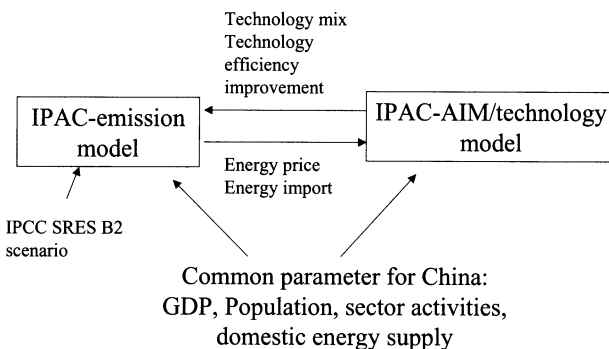 Technology mix
Technology
efficiency
improvement
IPAC-emission
model
IPAC-AIM/technology
model
Energy price
Energy import
IPCC SRES B2
scenario
Common parameter for China:
GDP, Population, sector activities,
domestic energy supply